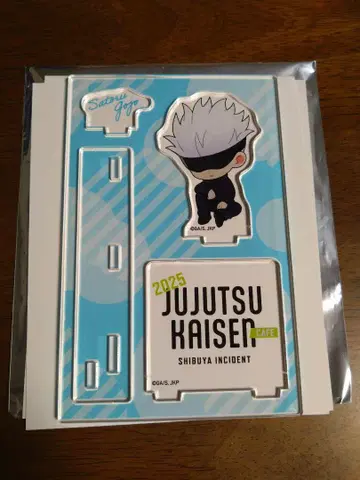 Satoru
Gojo
©GA/S, JKP
2025
JUJUTSU
KAISEN
CAFE
SHIBUYA INCIDENT
©GA/S, JKP